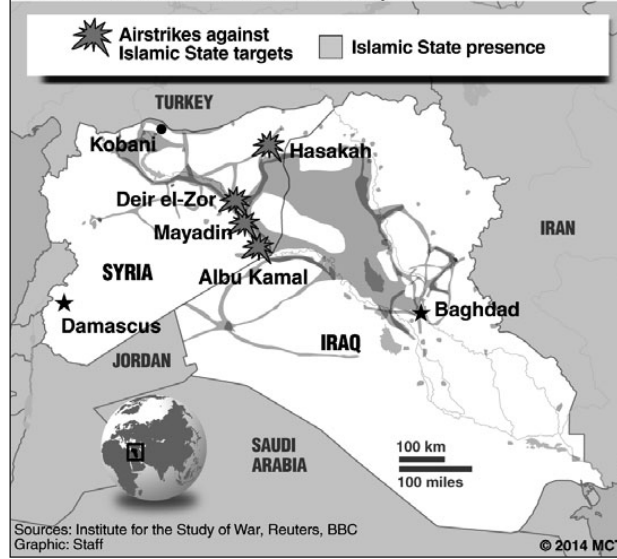 Airstrikes against
Islamic State targets
Islamic State presence
TURKEY
Kobani
Hasakah
Deir el-Zor
Mayadin
IRAN
SYRIA
Albu Kamal
Damascus
Baghdad
IRAQ
JORDAN
SAUDI
ARABIA
100 km
100 miles
Sources: Institute for the Study of War, Reuters, BBC
Graphic: Staff
© 2014 MCT